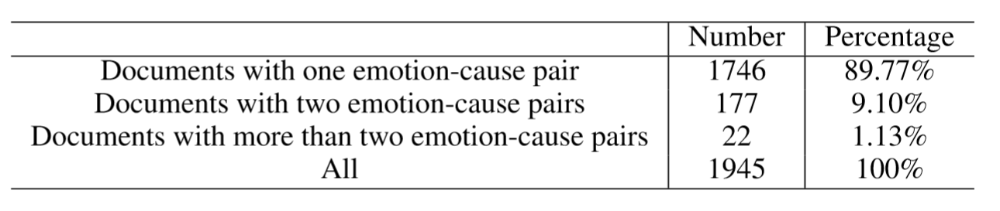 Number Percentage
Documents with one emotion-cause pair 1746 89.77%
Documents with two emotion-cause pairs 177 9.10%
Documents with more than two emotion-cause pairs 22 1.13%
All 1945 100%